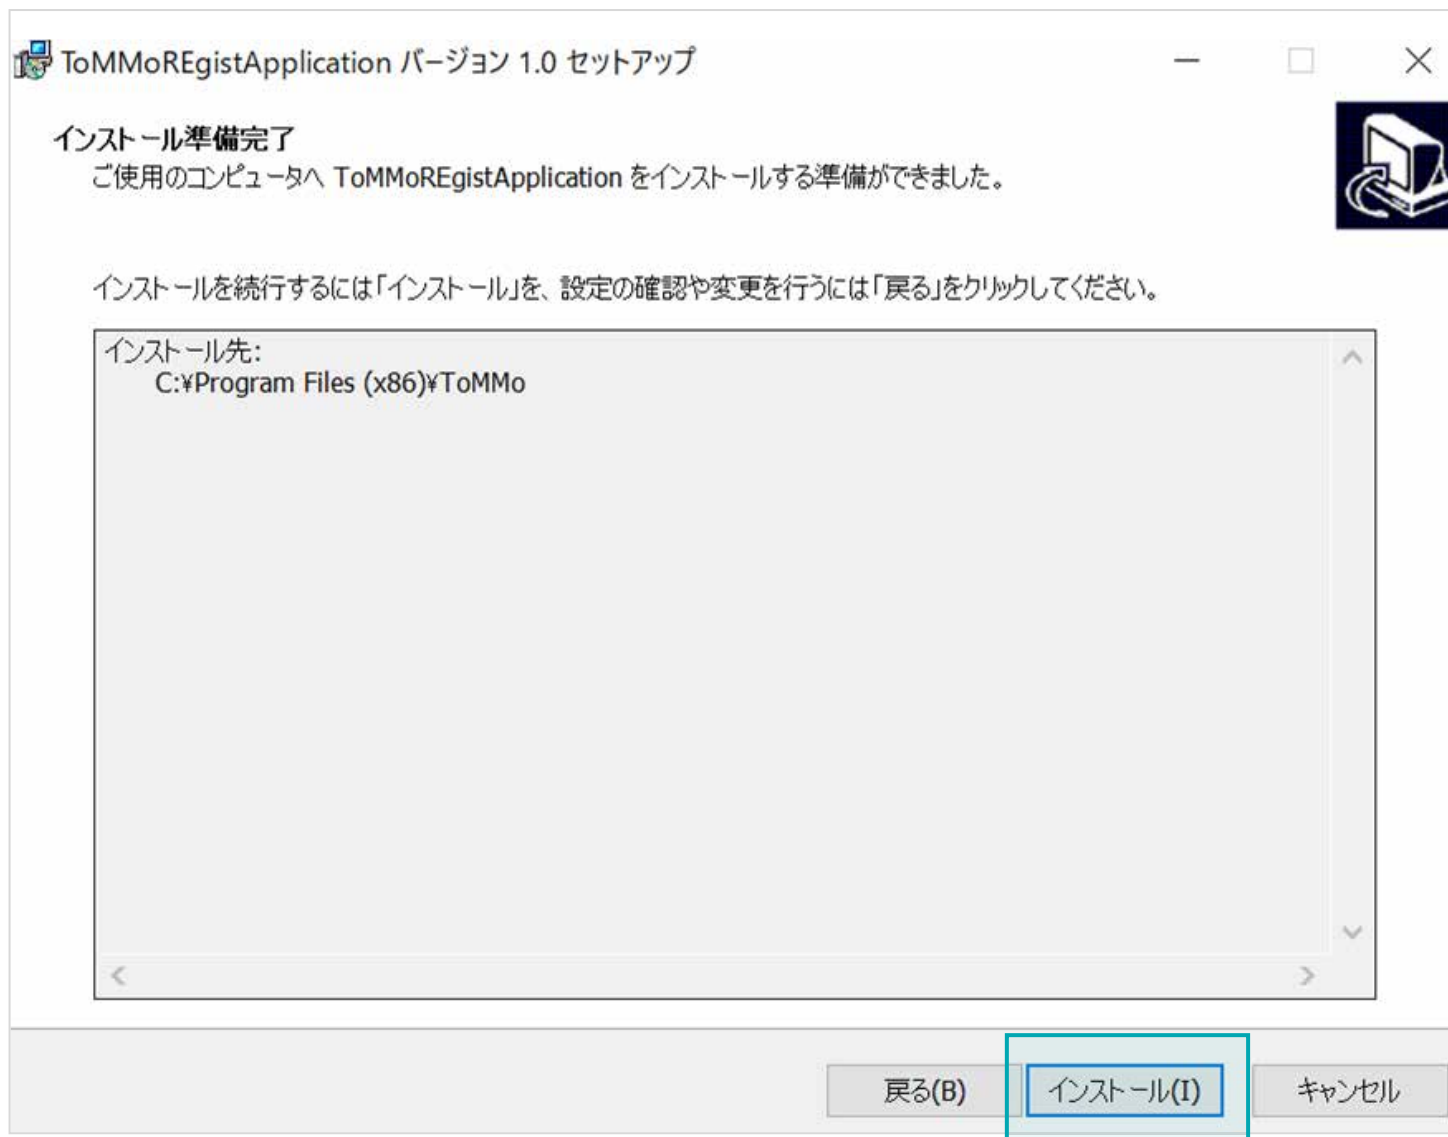 ToMMoREgistApplication バージョン 1.0 セットアップ
インストール準備完了
ご使用のコンピュータへ ToMMoREgistApplication をインストールする準備ができました。
インストールを続行するには「インストール」を、設定の確認や変更を行うには「戻る」をクリックしてください。
インストール先:
C:¥Program Files (x86)¥ToMMo
戻る(B)
インストール(I)
キャンセル